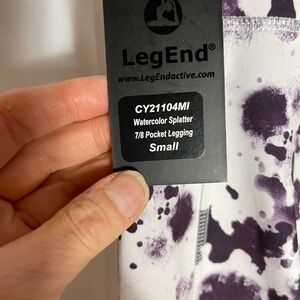 LegEnd®
www.LegEndactive.com
CY21104MI
Watercolor Splatter
7/8 Pocket Legging
Small